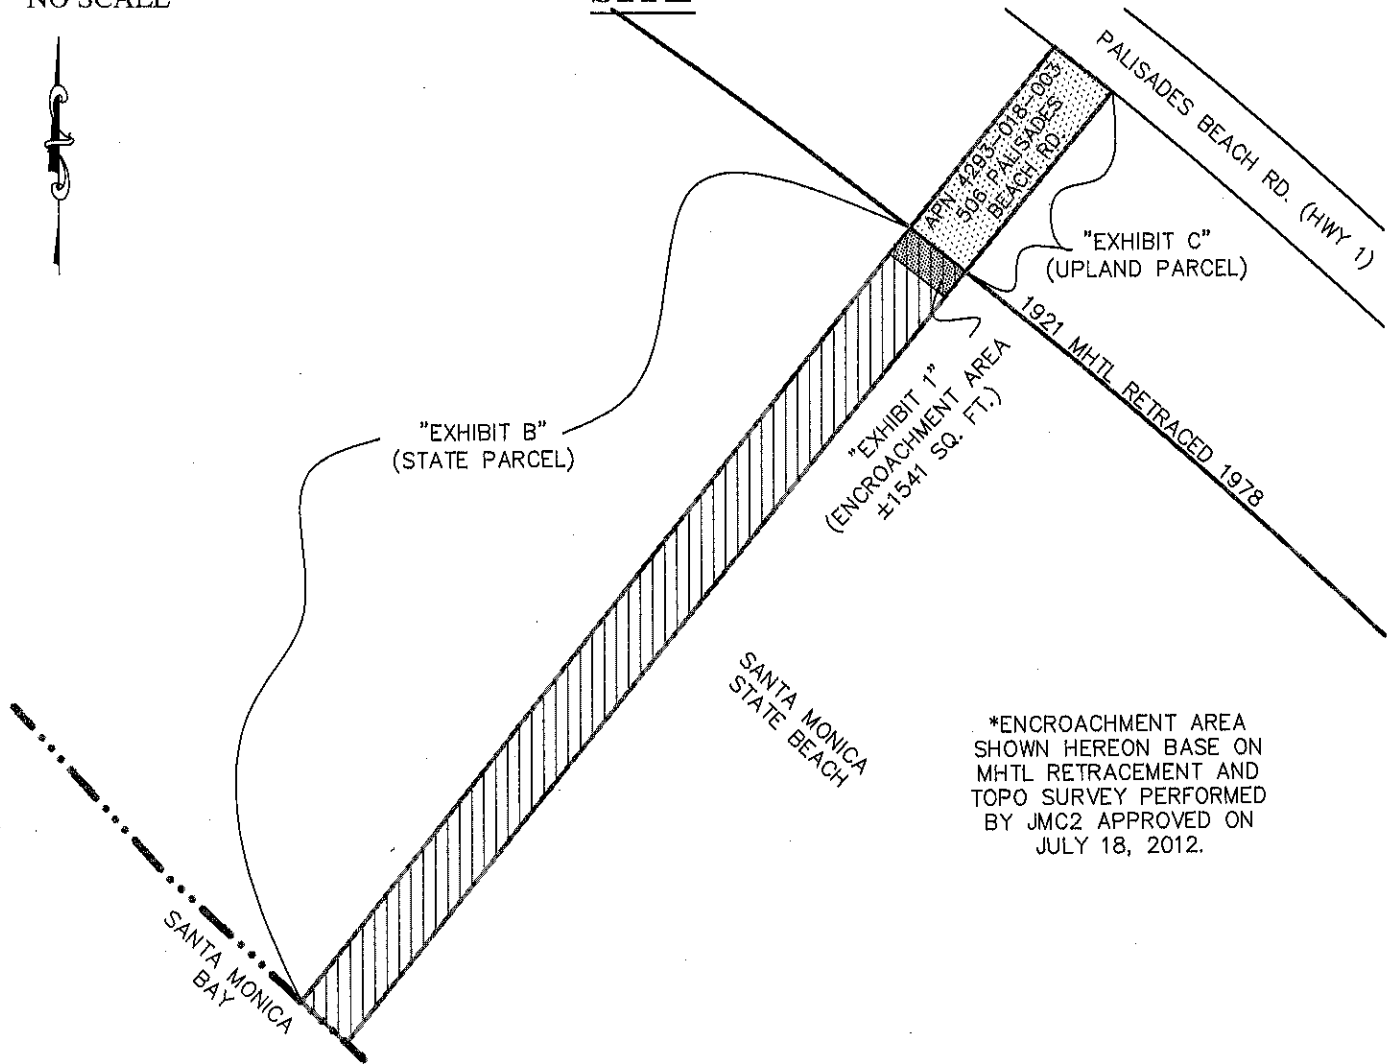 NO SCALE
SITE
PALISADES BEACH RD. (HWY 1)
APN 4293-018-003
506 PALISADES
BEACH RD
"EXHIBIT C"
(UPLAND PARCEL)
1921 MHTL RETRACED 1978
"EXHIBIT 1"
(ENCROACHMENT AREA
±1541 SQ. FT.)
"EXHIBIT B"
(STATE PARCEL)
SANTA MONICA
STATE BEACH
*ENCROACHMENT AREA
SHOWN HEREON BASE ON
MHTL RETRACEMENT AND
TOPO SURVEY PERFORMED
BY JMC2 APPROVED ON
JULY 18, 2012.
SANTA MONICA
BAY